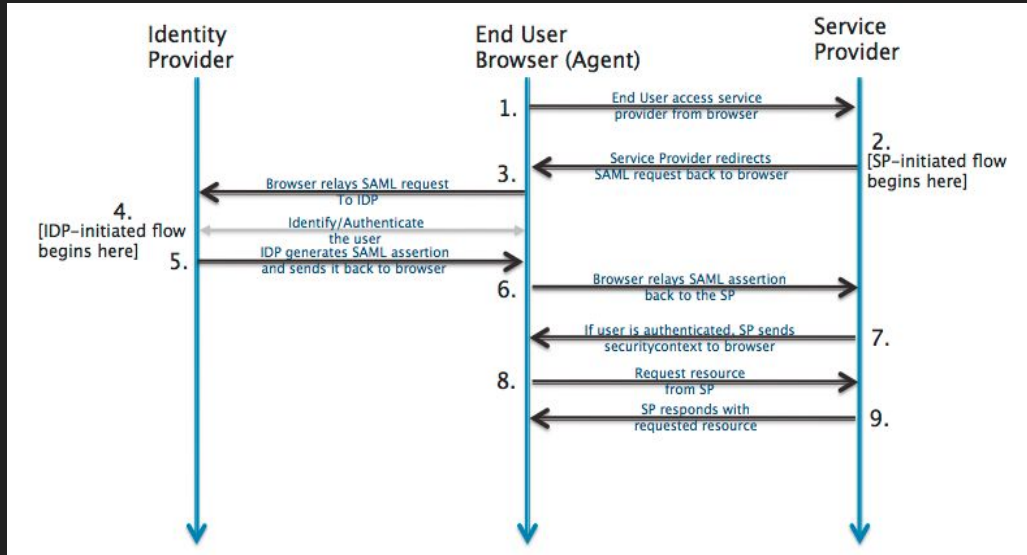 Identity
Provider
End User
Browser (Agent)
Service
Provider
1.
End User access service
provider from browser
2.
[SP-initiated flow
begins here]
Service Provider redirects
SAML request back to browser
3.
Browser relays SAML request
To IDP
4.
[IDP-initiated flow
begins here]
Identify/Authenticate
the user
5.
IDP generates SAML assertion
and sends it back to browser
6.
Browser relays SAML assertion
back to the SP
If user is authenticated, SP sends
securitycontext to browser
7.
8.
Request resource
from SP
SP responds with
requested resource
9.